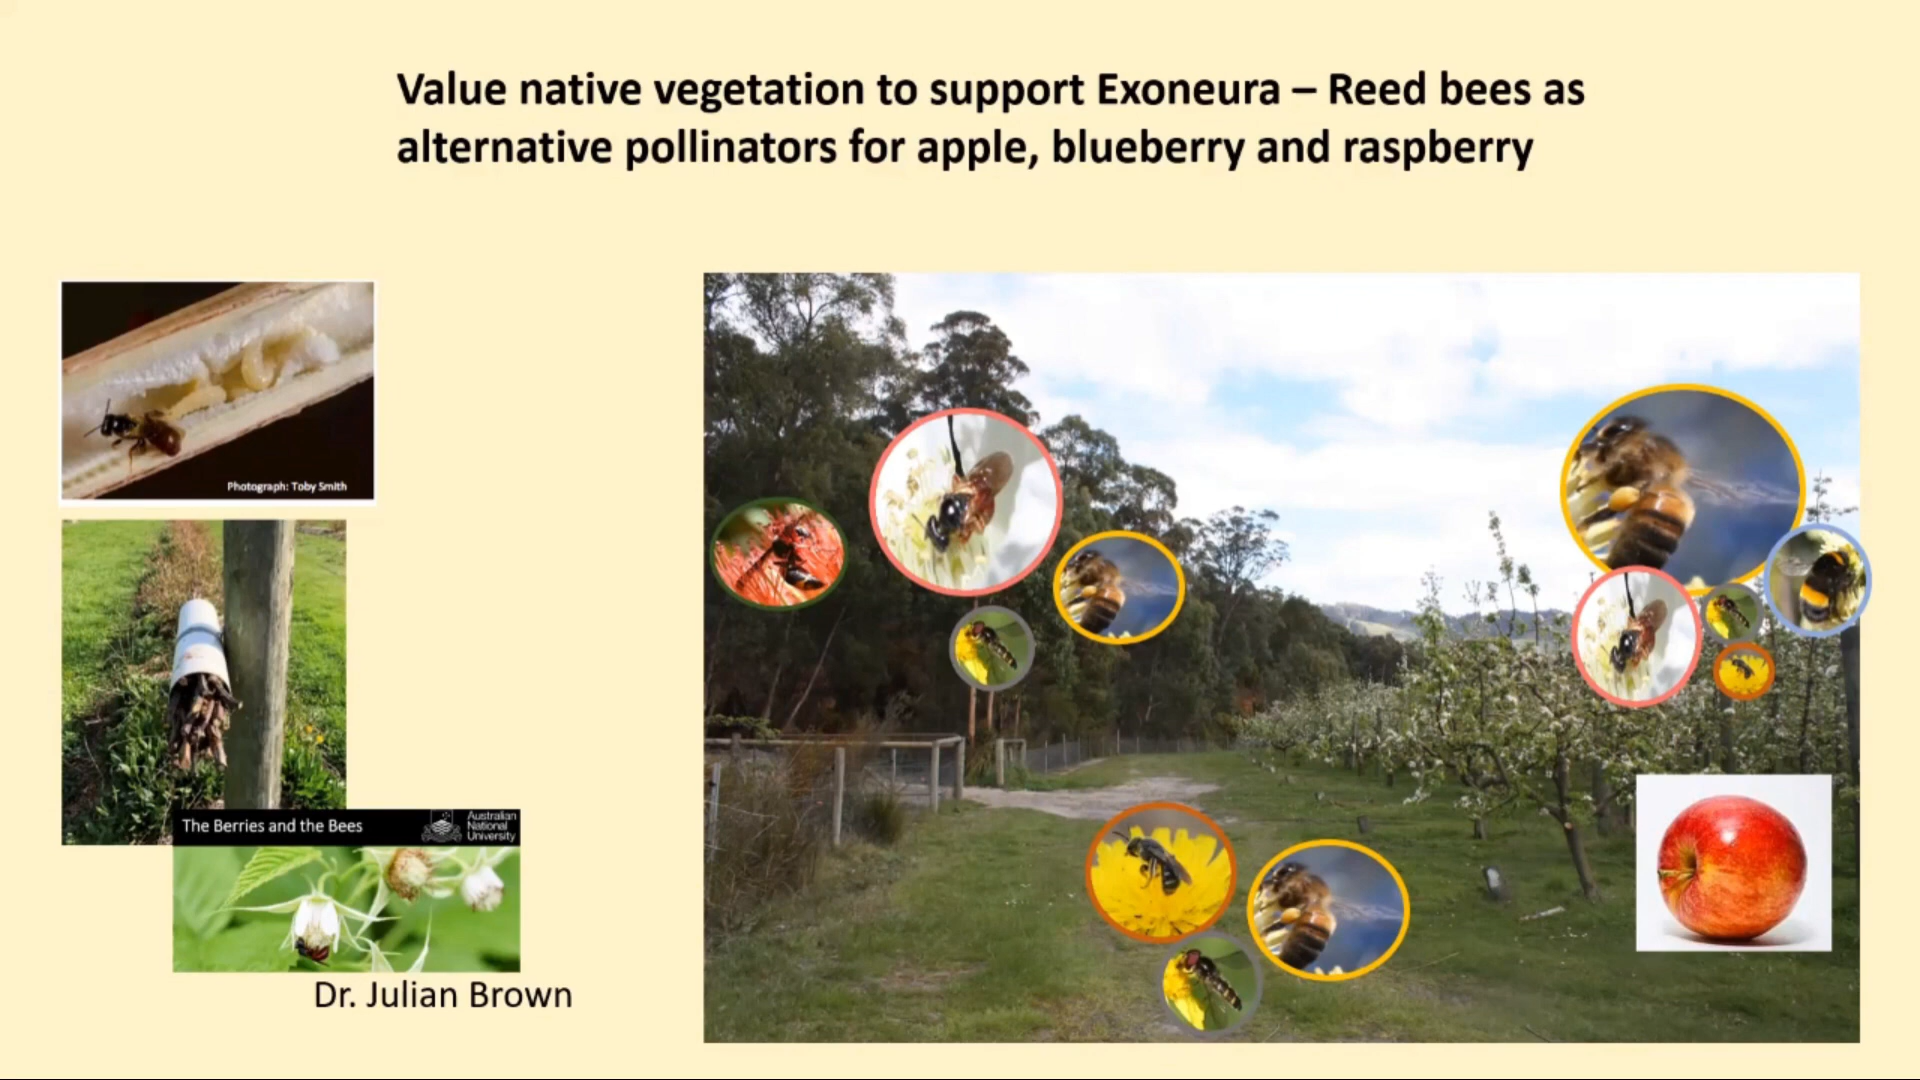 Value native vegetation to support Exoneura – Reed bees as
alternative pollinators for apple, blueberry and raspberry
Photograph: Toby Smith
The Berries and the Bees
Australian
National
University
Dr. Julian Brown